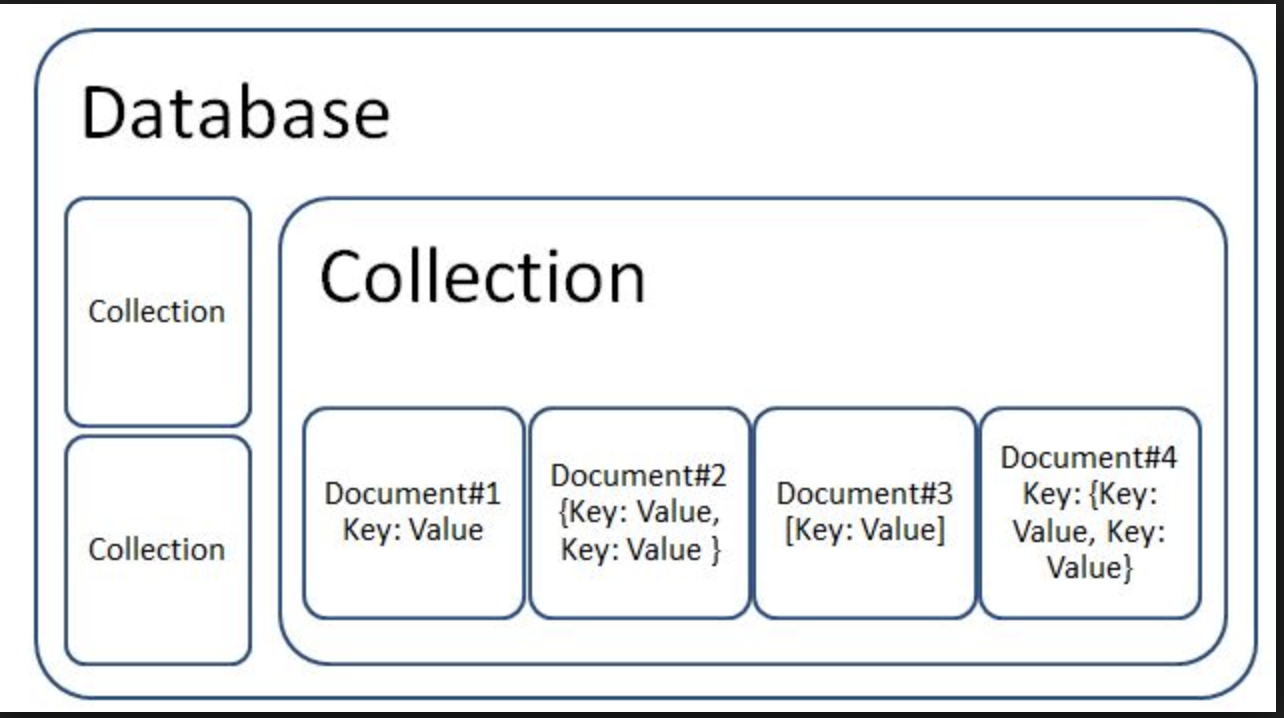 Database
Collection
Collection
Collection
Document#1
Key: Value
Document#2
{Key: Value,
Key: Value }
Document#3
[Key: Value]
Document#4
Key: {Key:
Value, Key:
Value}